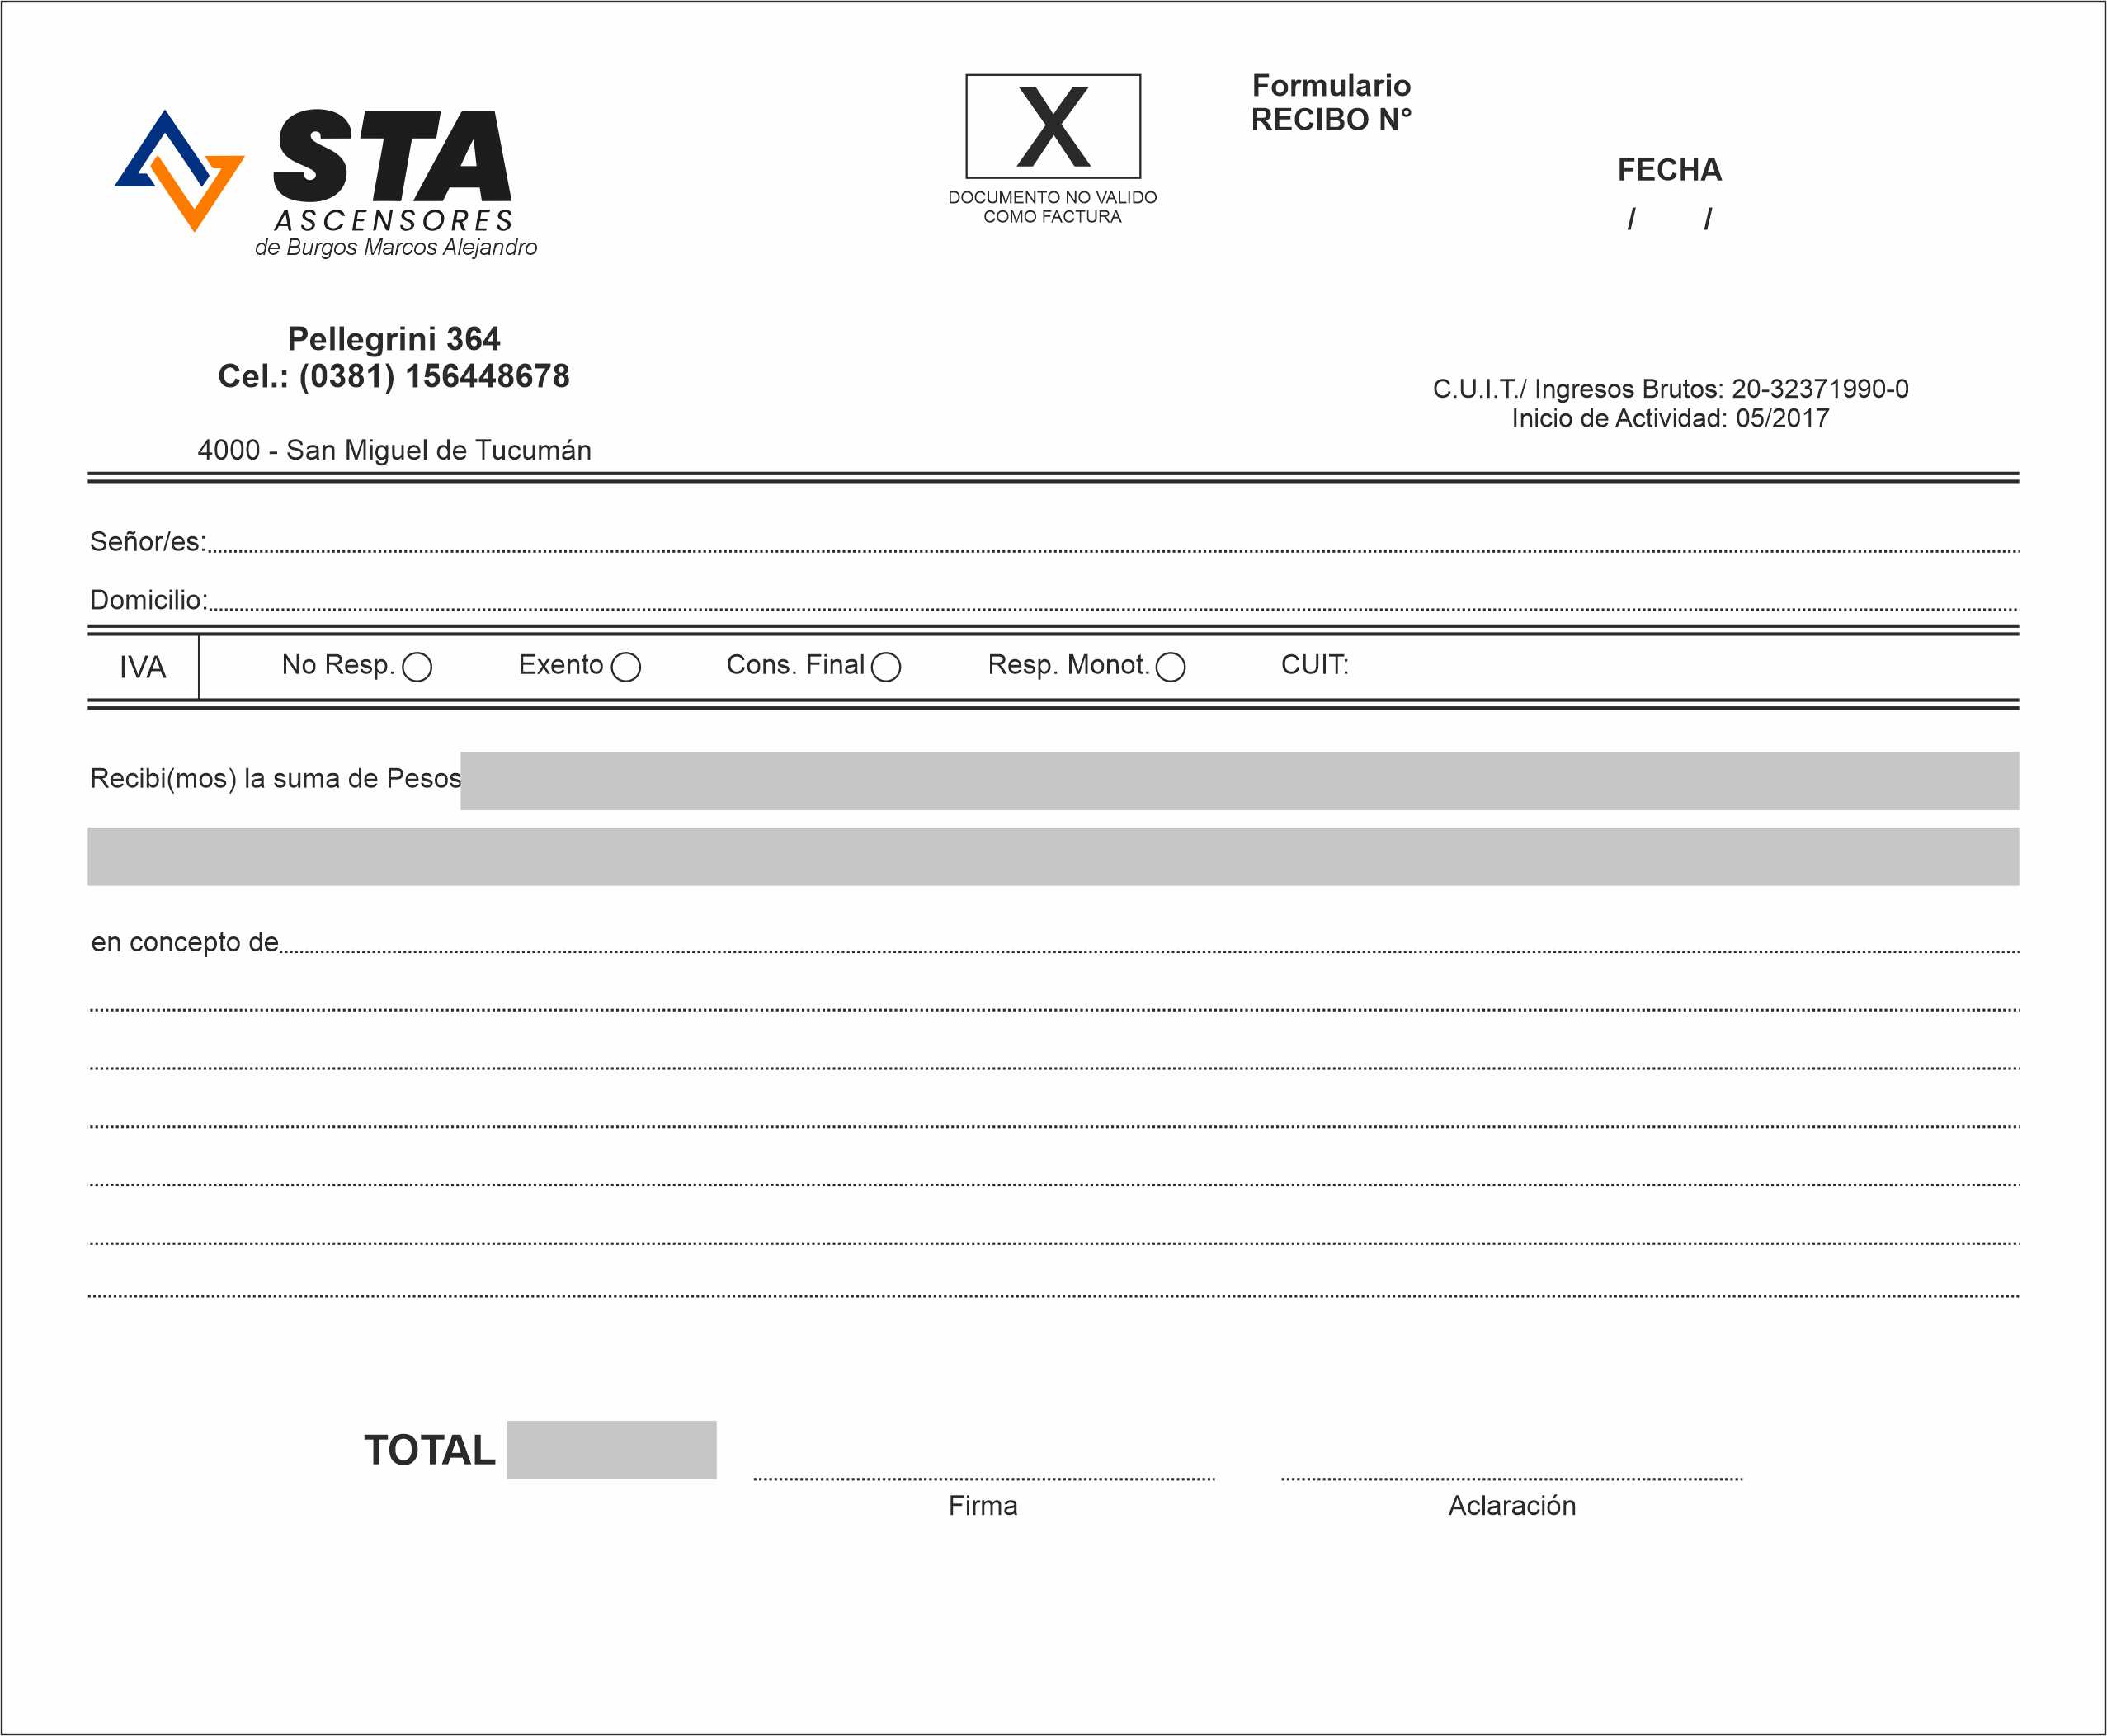 STA
ASCENSORES
de Burgos Marcos Alejandro
Pellegrini 364
Cel.: (0381) 156448678
4000 - San Miguel de Tucumán
X
DOCUMENTO NO VALIDO
COMO FACTURA
Formulario
RECIBO N°
FECHA
/ /
C.U.I.T./ Ingresos Brutos: 20-32371990-0
Inicio de Actividad: 05/2017
Señor/es:
Domicilio:
IVA No Resp. Exento Cons. Final Resp. Monot. CUIT:
Recibi(mos) la suma de Pesos
en concepto de
TOTAL
Firma Aclaración